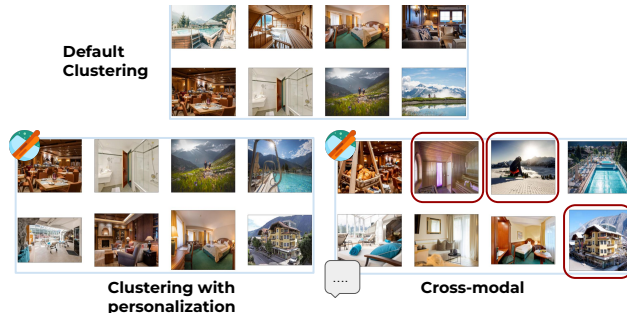 Default
Clustering
Clustering with
personalization
....
Cross-modal